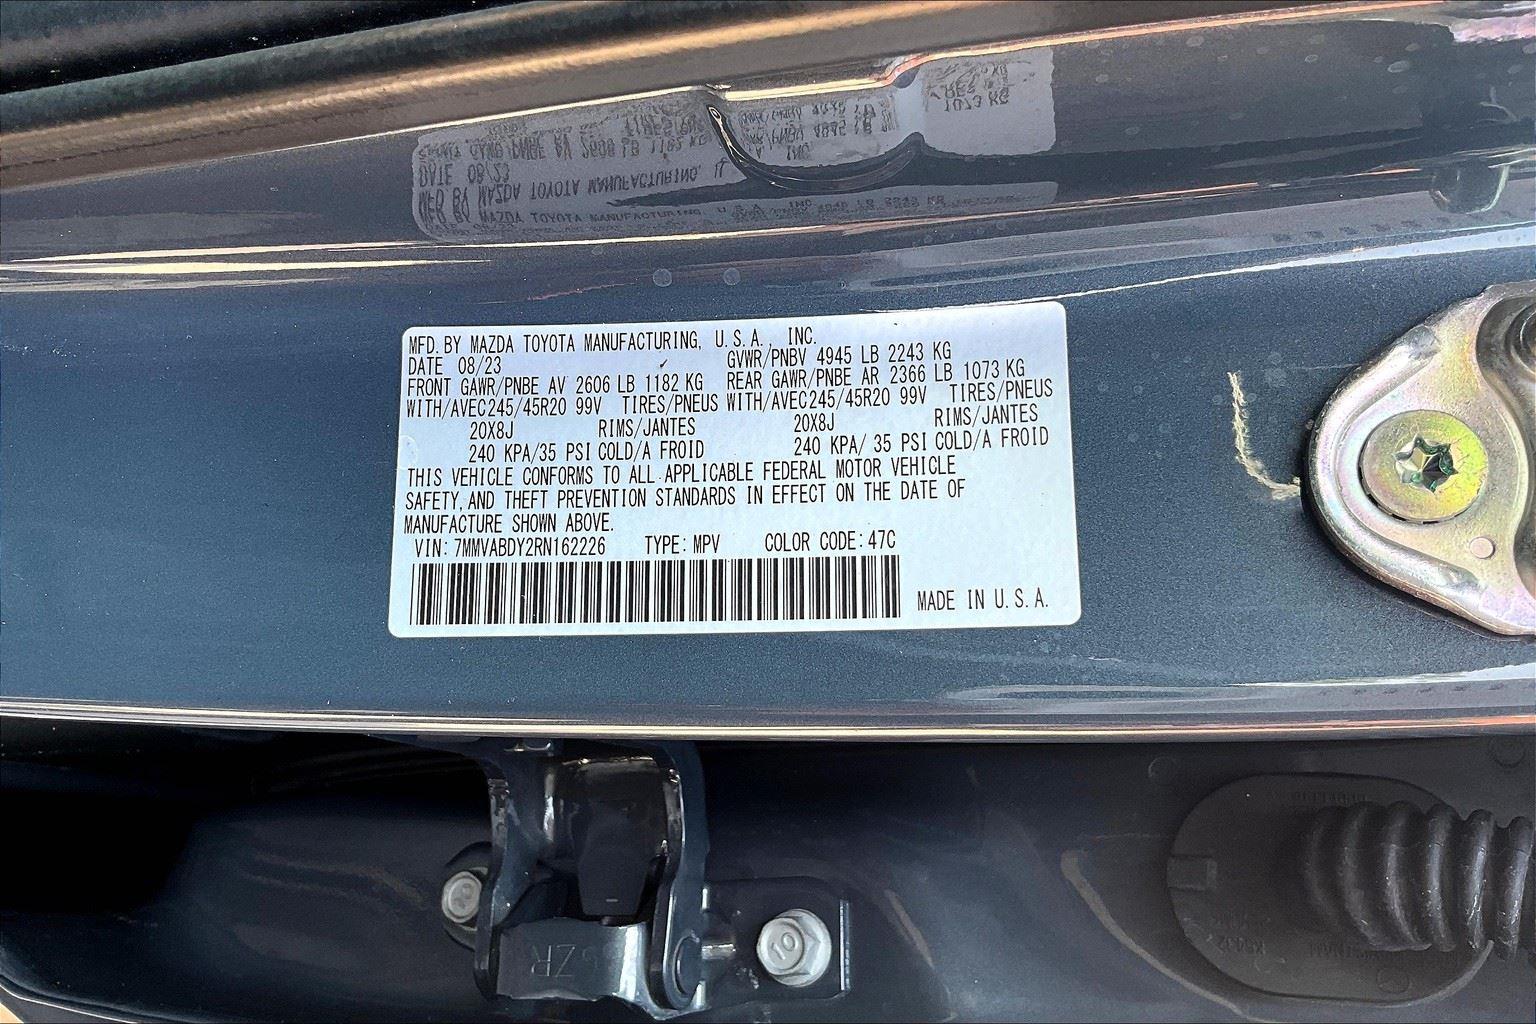 MFD. BY MAZDA TOYOTA MANUFACTURING, U.S.A., INC.
DATE 08/23 GVWR/PNBV 4945 LB 2243 KG
FRONT GAWR/PNBE AV 2606 LB 1182 KG REAR GAWR/PNBE AR 2366 LB 1073 KG
WITH/AVEC245/45R20 99V TIRES/PNEUS WITH/AVEC245/45R20 99V TIRES/PNEUS
20X8J RIMS/JANTES 20X8J RIMS/JANTES
240 KPA/35 PSI COLD/A FROID 240 KPA/ 35 PSI COLD/A FROID
THIS VEHICLE CONFORMS TO ALL APPLICABLE FEDERAL MOTOR VEHICLE
SAFETY, AND THEFT PREVENTION STANDARDS IN EFFECT ON THE DATE OF
MANUFACTURE SHOWN ABOVE.
VIN: 7MMVABDY2RN162226 TYPE: MPV COLOR CODE: 47C
MADE IN U.S.A.
10